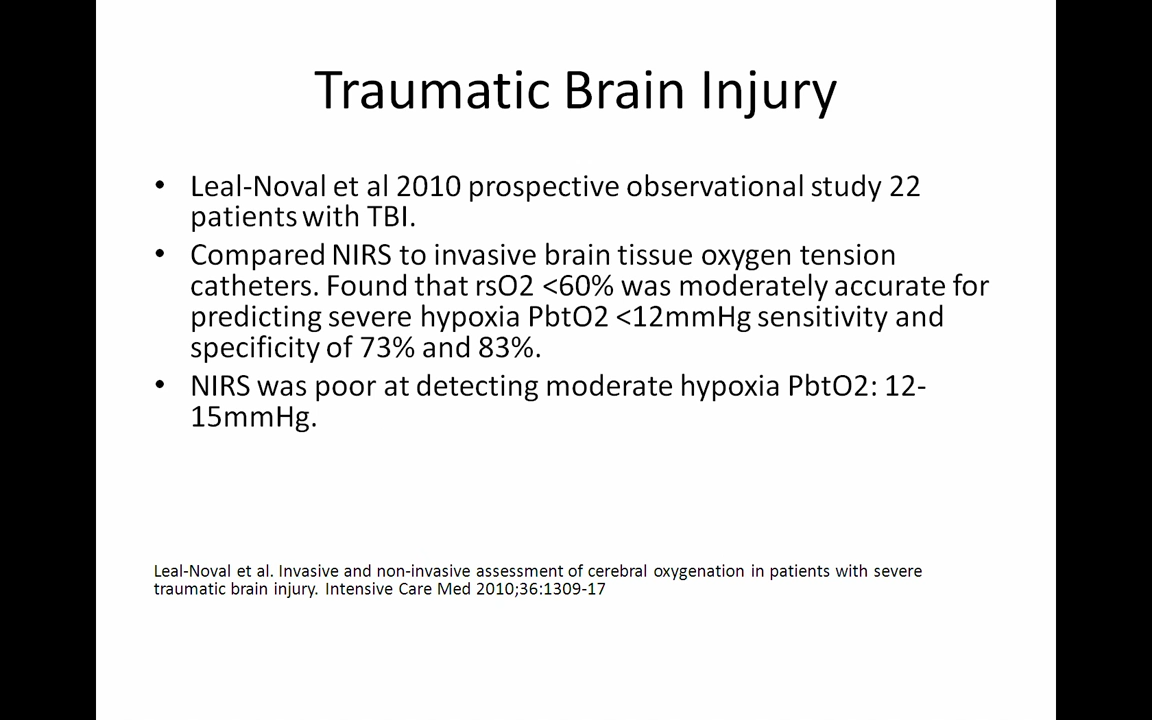 Traumatic Brain Injury
• Leal-Noval et al 2010 prospective observational study 22
patients with TBI.
• Compared NIRS to invasive brain tissue oxygen tension
catheters. Found that rsO2 <60% was moderately accurate for
predicting severe hypoxia PbtO2 <12mmHg sensitivity and
specificity of 73% and 83%.
• NIRS was poor at detecting moderate hypoxia PbtO2: 12-
15mmHg.
Leal-Noval et al. Invasive and non-invasive assessment of cerebral oxygenation in patients with severe
traumatic brain injury. Intensive Care Med 2010;36:1309-17